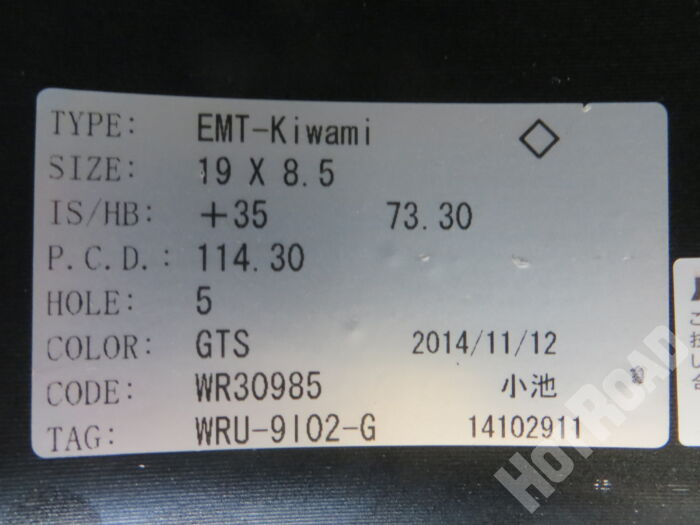 TYPE: EMT-Kiwami ◇
SIZE: 19 X 8.5
IS/HB: +35 73.30
P.C.D.: 114.30
HOLE: 5
COLOR: GTS 2014/11/12
CODE: WR30985 小池
TAG: WRU-9I02-G 14102911
HOTROAD